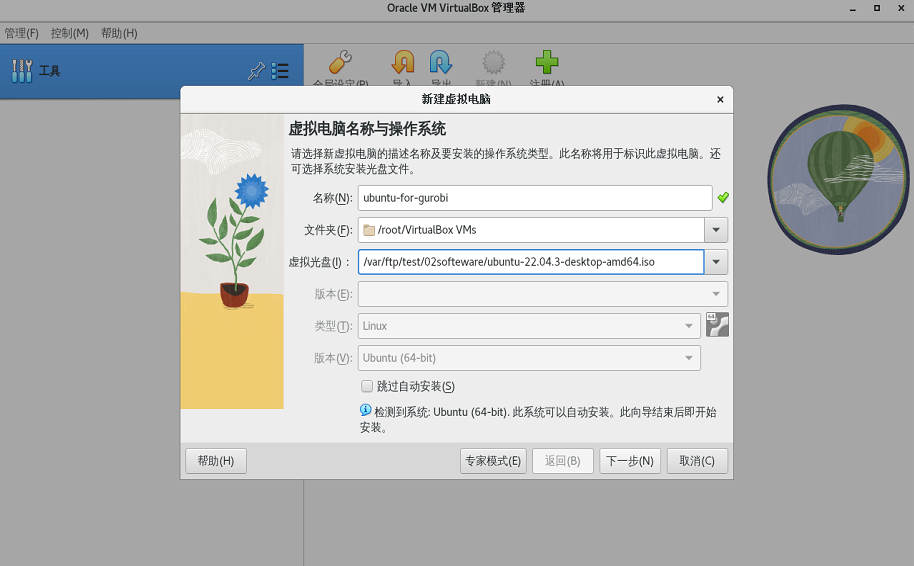 Oracle VM VirtualBox 管理器
管理(F) 控制(M) 帮助(H)
工具
全局设定(P) 导入 导出 新建(N) 注册(A)
新建虚拟电脑
虚拟电脑名称与操作系统
请选择新虚拟电脑的描述名称及要安装的操作系统类型。此名称将用于标识此虚拟电脑。还
可选择系统安装光盘文件。
名称(N): ubuntu-for-gurobi
文件夹(F): /root/VirtualBox VMs
虚拟光盘(I) : /var/ftp/test/02softeware/ubuntu-22.04.3-desktop-amd64.iso
版本(E):
类型(T): Linux
64
版本(V): Ubuntu (64-bit)
跳过自动安装(S)
检测到系统: Ubuntu (64-bit). 此系统可以自动安装。此向导结束后即开始
安装。
帮助(H) 专家模式(E) 返回(B) 下一步(N) 取消(C)